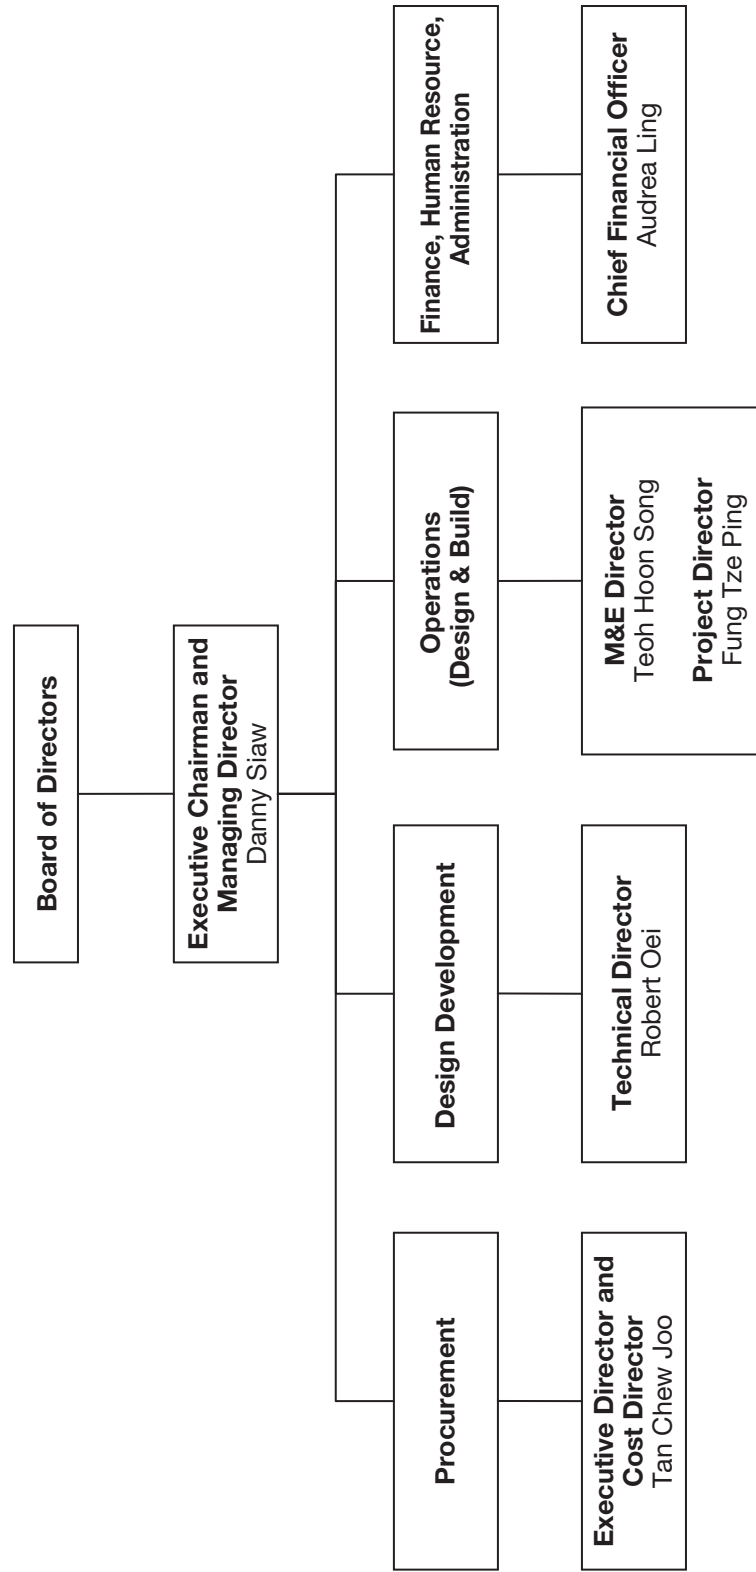 Board of Directors
Executive Chairman and
Managing Director
Danny Siaw
Procurement
Design Development
Operations
(Design & Build)
Finance, Human Resource,
Administration
Executive Director and
Cost Director
Tan Chew Joo
Technical Director
Robert Oei
M&E Director
Teoh Hoon Song
Project Director
Fung Tze Ping
Chief Financial Officer
Audrea Ling